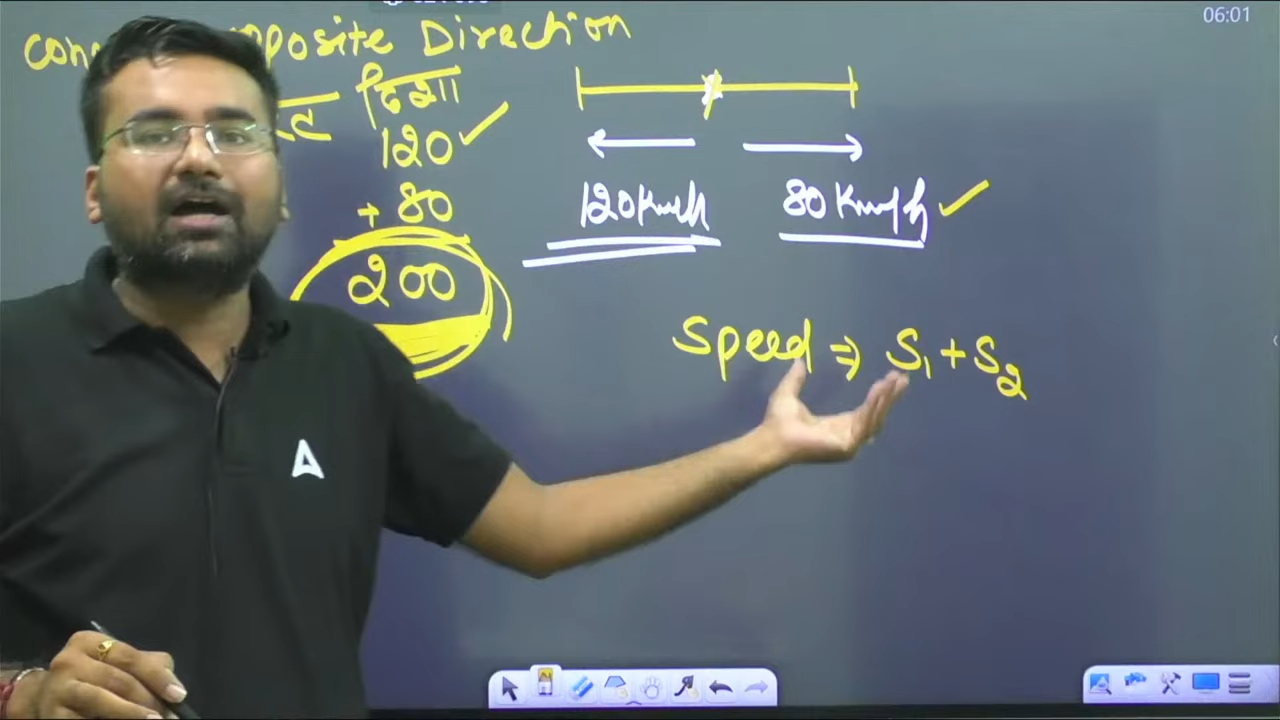 06:01
Opposite Direction
दिशा
120 ✓
+ 80
200
120 Km/h
80 Km/h ✓
Speed ⇒ S₁ + S₂